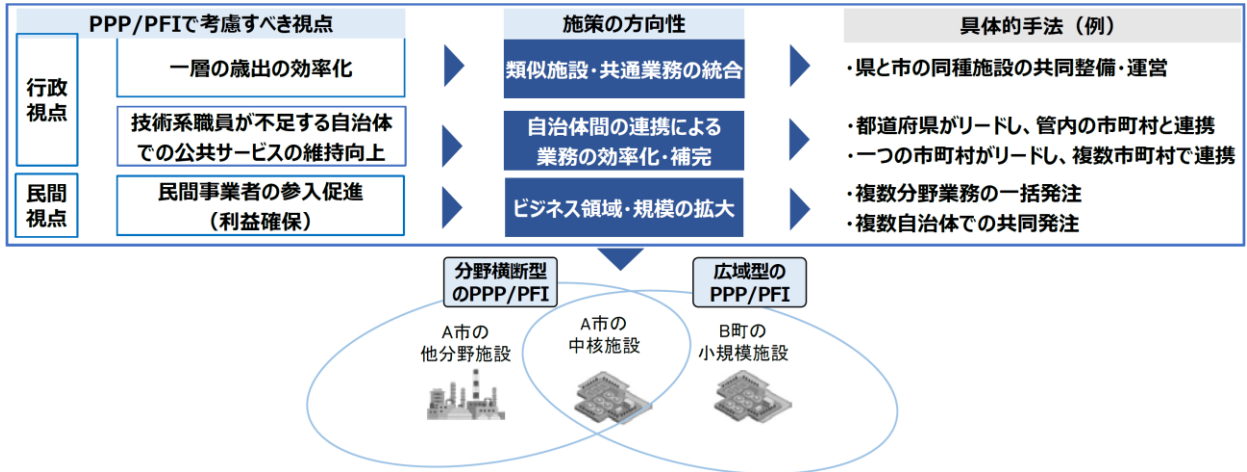 PPP/PFIで考慮すべき視点
施策の方向性
具体的手法（例）
行政
視点
一層の歳出の効率化
類似施設・共通業務の統合
・県と市の同種施設の共同整備・運営
技術系職員が不足する自治体
での公共サービスの維持向上
自治体間の連携による
業務の効率化・補完
・都道府県がリードし、管内の市町村と連携
・一つの市町村がリードし、複数市町村で連携
民間
視点
民間事業者の参入促進
（利益確保）
ビジネス領域・規模の拡大
・複数分野業務の一括発注
・複数自治体での共同発注
分野横断型
のPPP/PFI
広域型の
PPP/PFI
A市の
他分野施設
A市の
中核施設
B町の
小規模施設